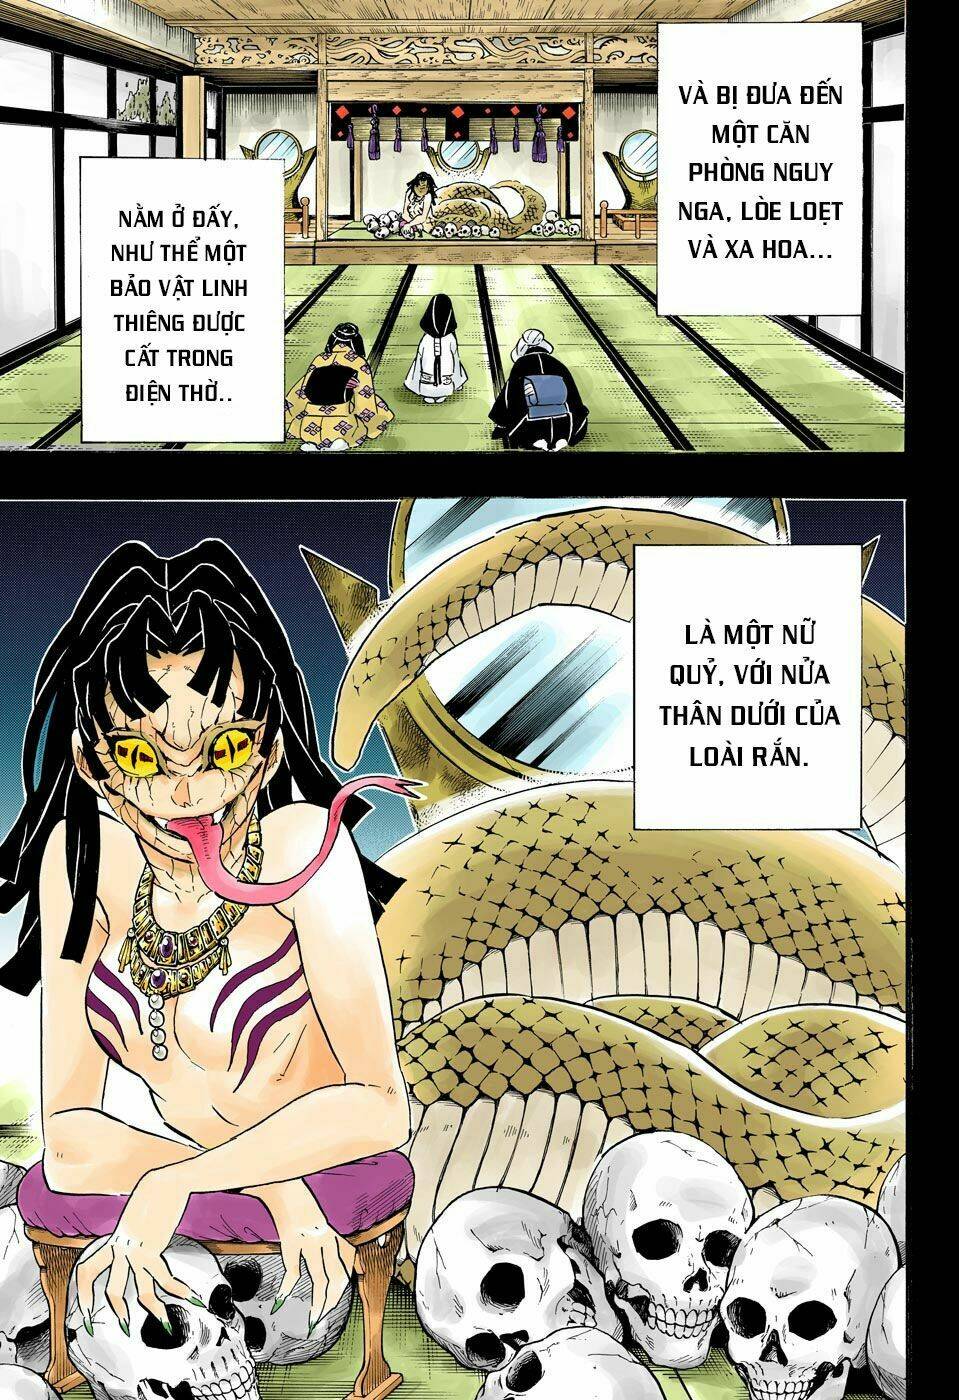 VÀ BỊ ĐƯA ĐẾN
MỘT CĂN
PHÒNG NGUY
NGA, LÒE LOẸT
VÀ XA HOA...
NẰM Ở ĐẤY,
NHƯ THỂ MỘT
BẢO VẬT LINH
THIÊNG ĐƯỢC
CẤT TRONG
ĐIỆN THỜ..
LÀ MỘT NỮ
QUỶ, VỚI NỬA
THÂN DƯỚI CỦA
LOÀI RẮN.